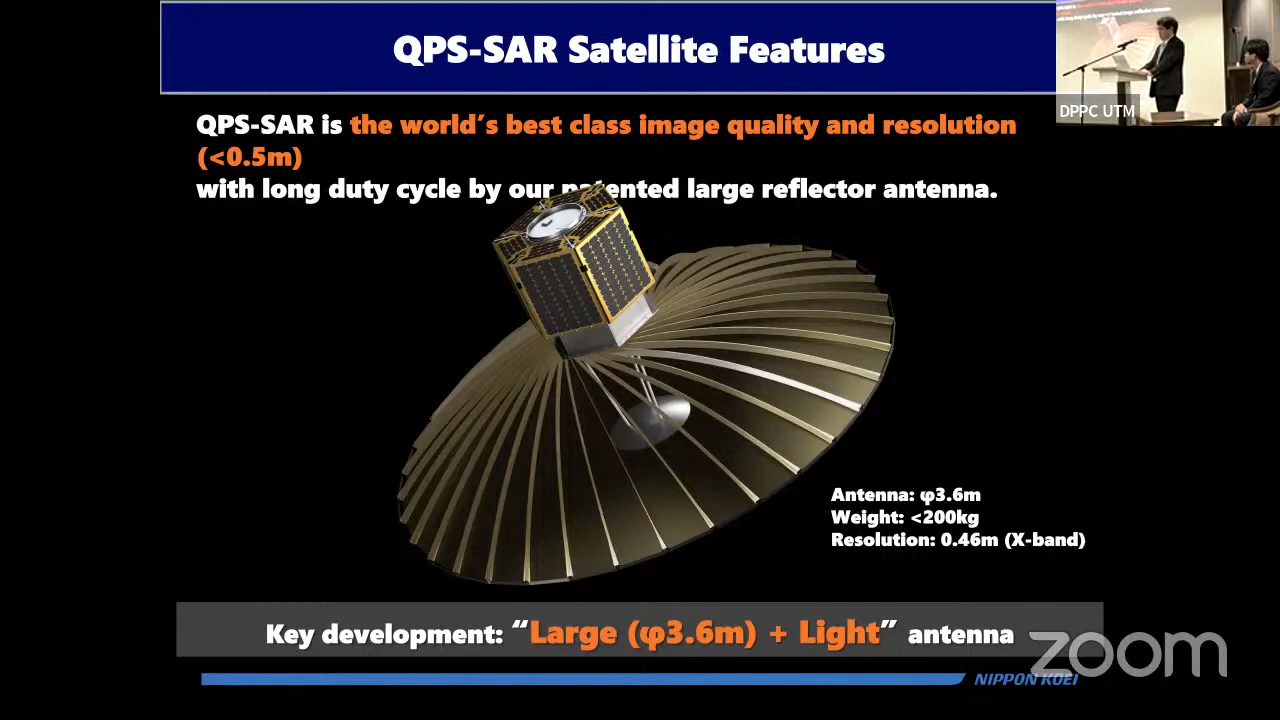 QPS-SAR Satellite Features
DPPC UTM
QPS-SAR is the world's best class image quality and resolution
(<0.5m)
with long duty cycle by our patented large reflector antenna.
Antenna: φ3.6m
Weight: <200kg
Resolution: 0.46m (X-band)
Key development: “Large (φ3.6m) + Light” antenna
zoom
NIPPON KOEI